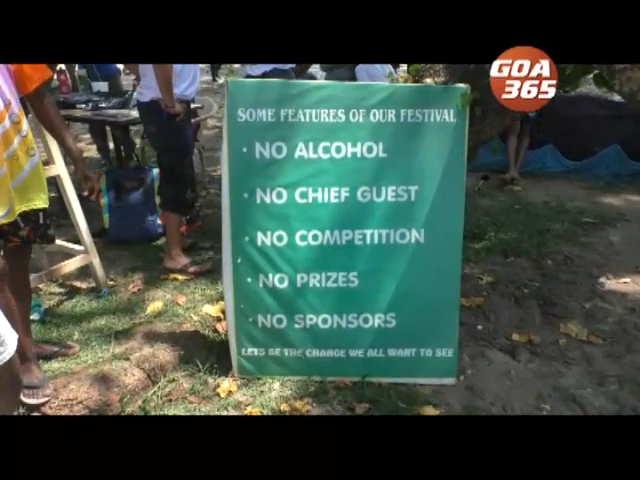 GOA
365
SOME FEATURES OF OUR FESTIVAL
· NO ALCOHOL
· NO CHIEF GUEST
· NO COMPETITION
· NO PRIZES
· NO SPONSORS
LETS BE THE CHANGE WE ALL WANT TO SEE